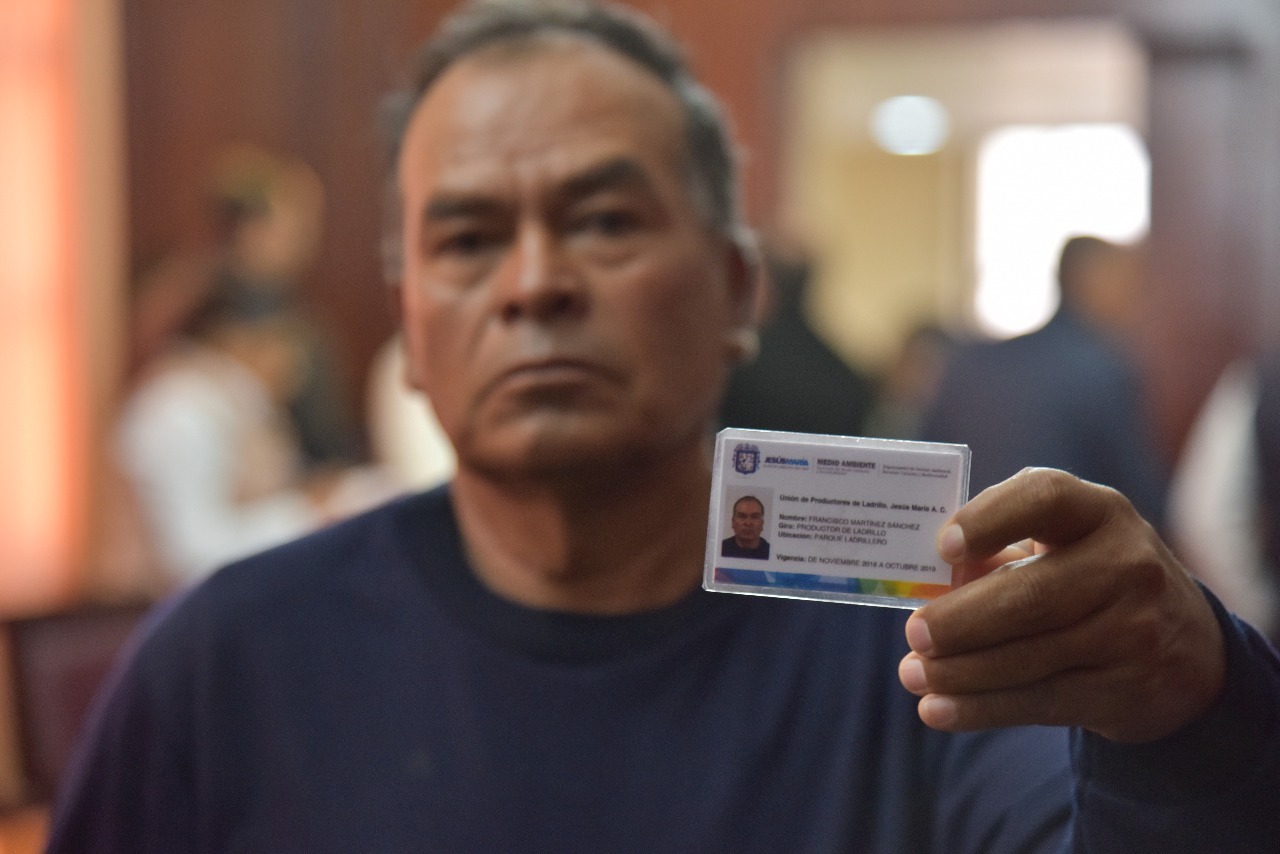 JESÚS MARÍA
MEDIO AMBIENTE
Unión de Productores de Ladrillo, Jesús María A. C.
Nombre: FRANCISCO MARTÍNEZ SÁNCHEZ
Giro: PRODUCTOR DE LADRILLO
Ubicación: PARQUE LADRILLERO
Vigencia: DE NOVIEMBRE 2018 A OCTUBRE 2019